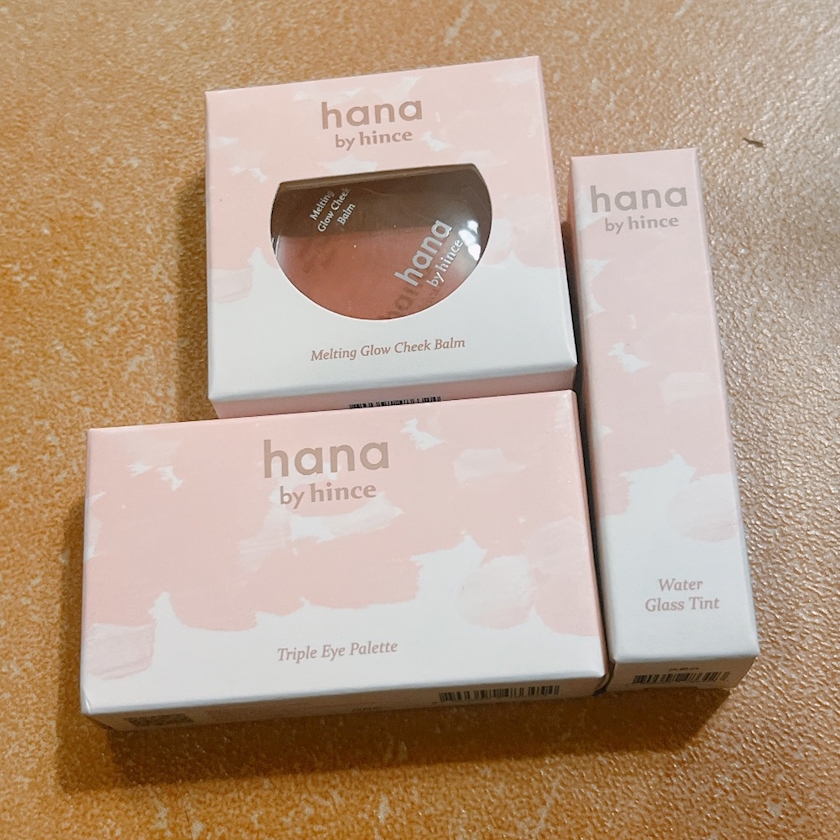 hana
by hince
Melting
Glow Cheek
Balm
hana
by hince
Melting Glow Cheek Balm
hana
by hince
Water
Glass Tint
hana
by hince
Triple Eye Palette